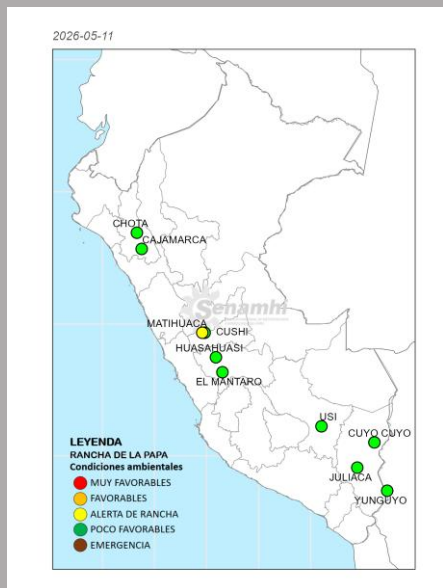 2026-05-11
CHOTA
CAJAMARCA
Senamhi
MATIHUACA
CUSHI
HUASAHUASI
EL MANTARO
USI
CUYO CUYO
JULIACA
YUNGUYO
LEYENDA
RANCHA DE LA PAPA
Condiciones ambientales
MUY FAVORABLES
FAVORABLES
ALERTA DE RANCHA
POCO FAVORABLES
EMERGENCIA